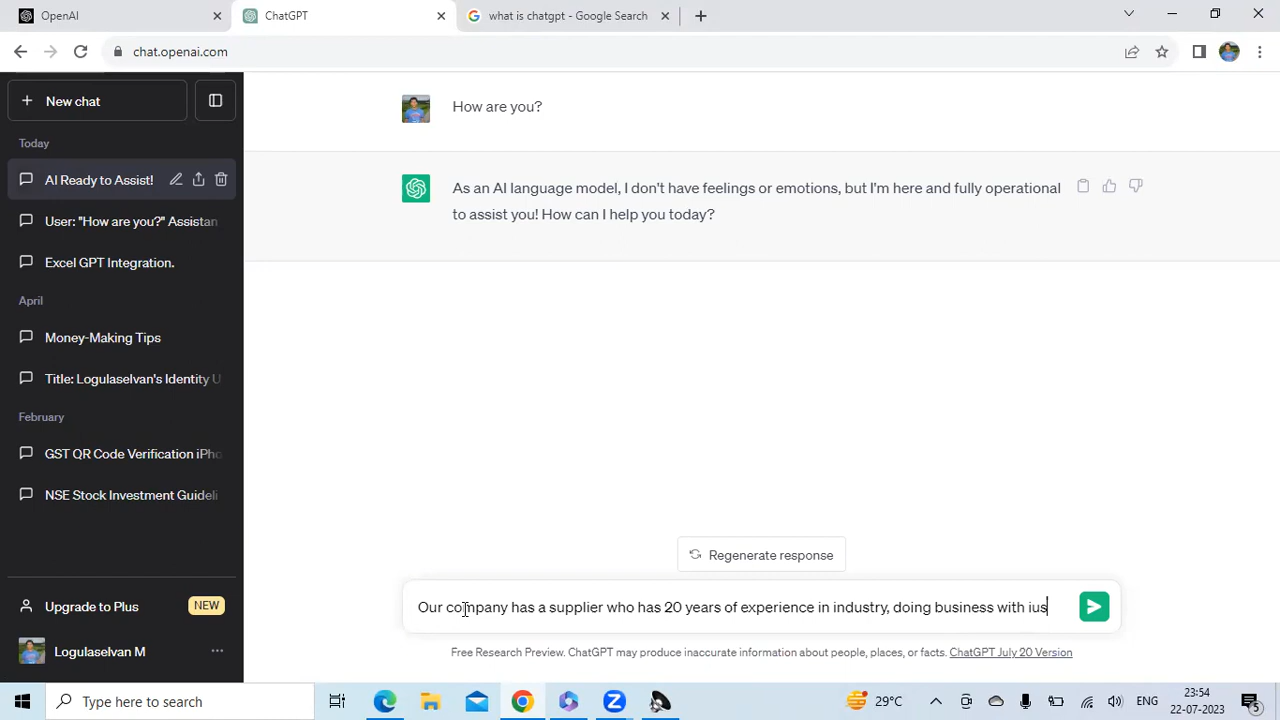 OpenAI
ChatGPT
what is chatgpt - Google Search
chat.openai.com
New chat
Today
AI Ready to Assist!
User: "How are you?" Assistan
Excel GPT Integration.
April
Money-Making Tips
Title: Logulaselvan's Identity U
February
GST QR Code Verification iPho
NSE Stock Investment Guideli
Upgrade to Plus
NEW
Logulaselvan M
How are you?
As an AI language model, I don't have feelings or emotions, but I'm here and fully operational
to assist you! How can I help you today?
Regenerate response
Our company has a supplier who has 20 years of experience in industry, doing business with ius
Free Research Preview. ChatGPT may produce inaccurate information about people, places, or facts. ChatGPT July 20 Version
Type here to search
29°C
ENG
23:54
22-07-2023
5